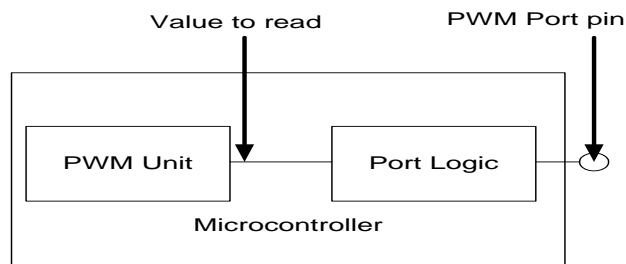 Value to read
PWM Port pin
PWM Unit
Port Logic
Microcontroller